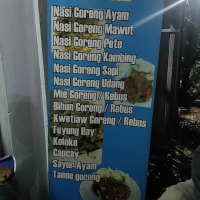 Nasi Goreng Ayam
Nasi Goreng Mawut
Nasi Goreng Pete
Nasi Goreng Kambing
Nasi Goreng Sapi
Nasi Goreng Udang
Mie Goreng / Rebus
Bihun Goreng / Rebus
Kwetiaw Goreng / Rebus
Fuyung Hay
Koloke
Capcay
Sayur Ayam
Tamie goreng